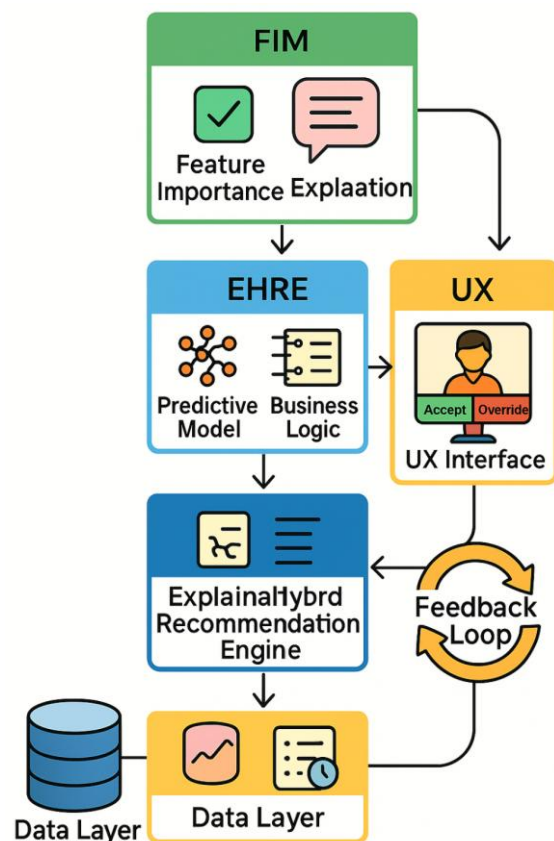 FIM
Feature
Importance
Explaation
EHRE
Predictive
Model
Business
Logic
UX
Accept
Override
UX Interface
ExplainaHybrd
Recommendation
Engine
Feedback
Loop
Data Layer
Data Layer